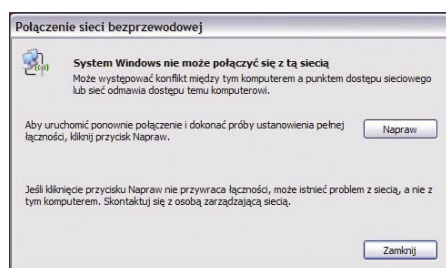 Połączenie sieci bezprzewodowej
System Windows nie może połączyć się z tą siecią
Może występować konflikt między tym komputerem a punktem dostępu sieciowego
lub sieć odmawia dostępu temu komputerowi.
Aby uruchomić ponownie połączenie i dokonać próby ustanowienia pełnej
łączności, kliknij przycisk Napraw.
Napraw
Jeśli kliknięcie przycisku Napraw nie przywraca łączności, może istnieć problem z siecią, a nie z
tym komputerem. Skontaktuj się z osobą zarządzającą siecią.
Zamknij